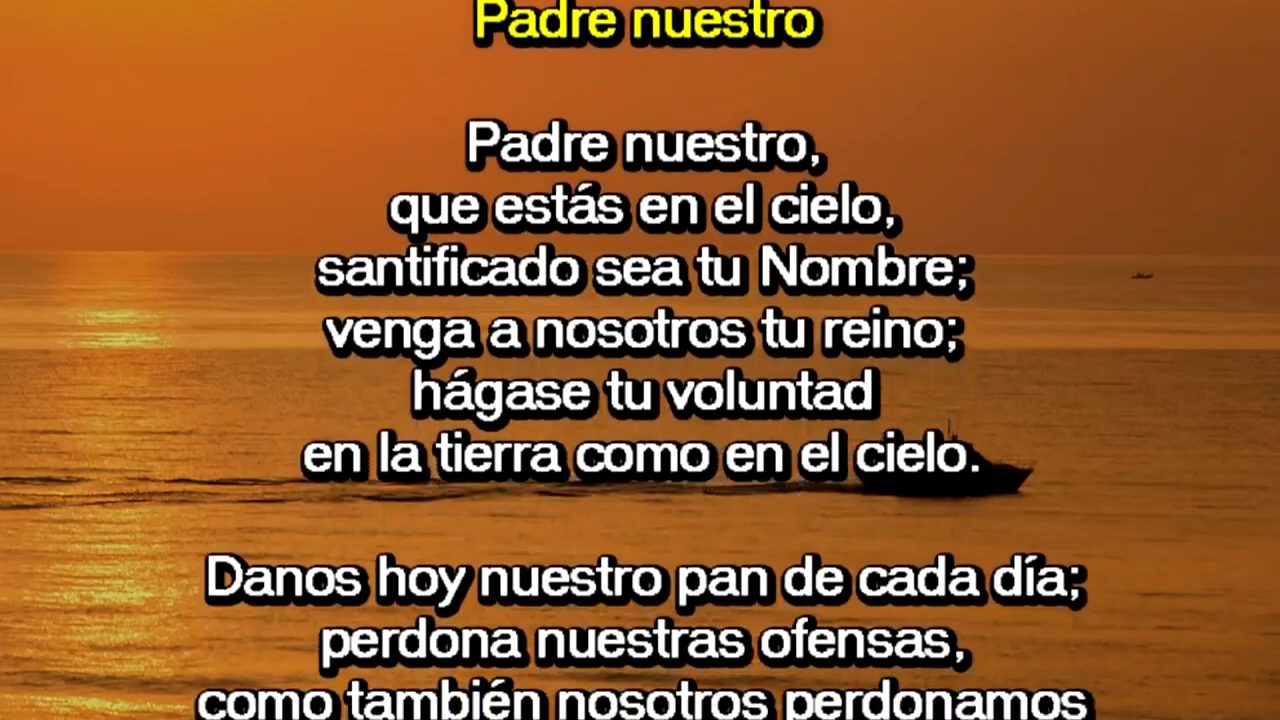 Padre nuestro
Padre nuestro,
que estás en el cielo,
santificado sea tu Nombre;
venga a nosotros tu reino;
hágase tu voluntad
en la tierra como en el cielo.
Danos hoy nuestro pan de cada día;
perdona nuestras ofensas,
como también nosotros perdonamos